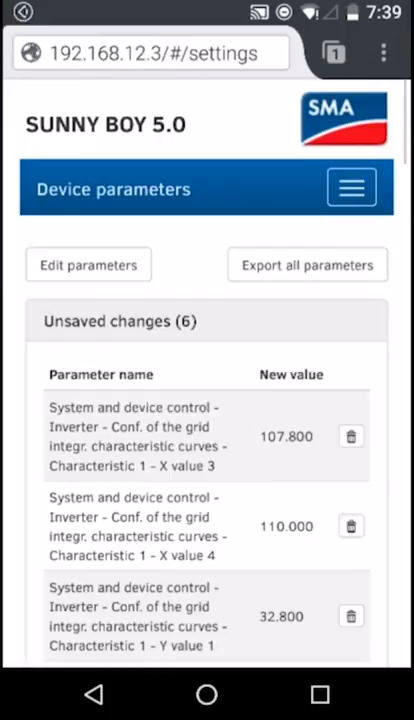 7:39
192.168.12.3/#/settings
1
SUNNY BOY 5.0
SMA
Device parameters
Edit parameters
Export all parameters
Unsaved changes (6)
Parameter name
New value
System and device control -
Inverter - Conf. of the grid
integr. characteristic curves -
Characteristic 1 - X value 3
107.800
System and device control -
Inverter - Conf. of the grid
integr. characteristic curves -
Characteristic 1 - X value 4
110.000
System and device control -
Inverter - Conf. of the grid
integr. characteristic curves -
Characteristic 1 - Y value 1
32.800